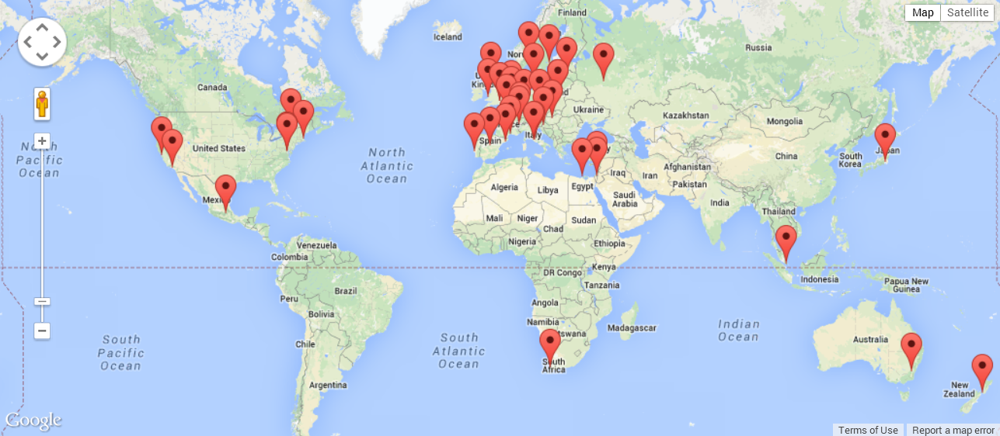 Map
Satellite
Finland
Iceland
Russia
Canada
Ukraine
Kazakhstan
Mongolia
United States
Spain
Italy
North
Pacific
Ocean
North
Atlantic
Ocean
China
South
Korea
Japan
Iraq
Iran
Afghanistan
Pakistan
Algeria
Libya
Egypt
Saudi
Arabia
India
Thailand
Mali
Niger
Chad
Sudan
Nigeria
Ethiopia
Venezuela
Colombia
DR Congo
Kenya
Tanzania
Indonesia
Papua New
Guinea
Brazil
Peru
Bolivia
Angola
Namibia
Madagascar
Indian
Ocean
Australia
South
Pacific
Ocean
South
Atlantic
Ocean
Chile
Argentina
South
Africa
New
Zealand
Google
Terms of Use
Report a map error